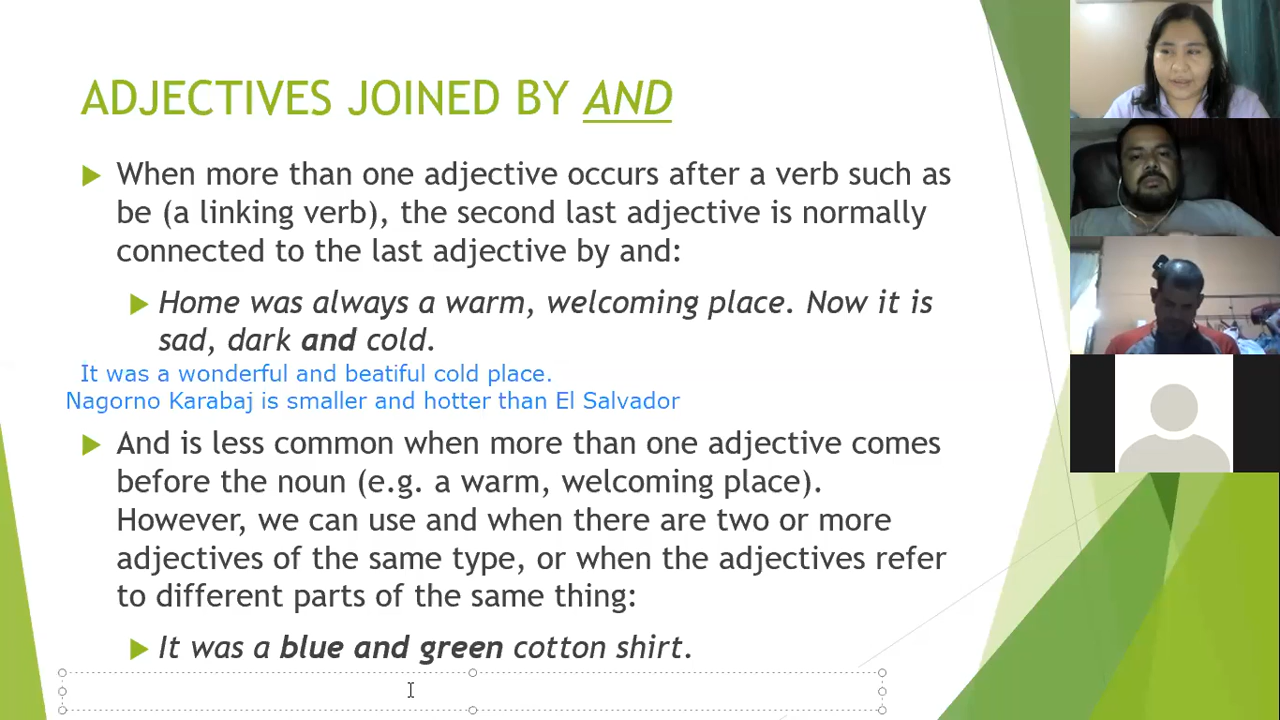 ADJECTIVES JOINED BY AND
When more than one adjective occurs after a verb such as
be (a linking verb), the second last adjective is normally
connected to the last adjective by and:
Home was always a warm, welcoming place. Now it is
sad, dark and cold.
It was a wonderful and beatiful cold place.
Nagorno Karabaj is smaller and hotter than El Salvador
And is less common when more than one adjective comes
before the noun (e.g. a warm, welcoming place).
However, we can use and when there are two or more
adjectives of the same type, or when the adjectives refer
to different parts of the same thing:
It was a blue and green cotton shirt.